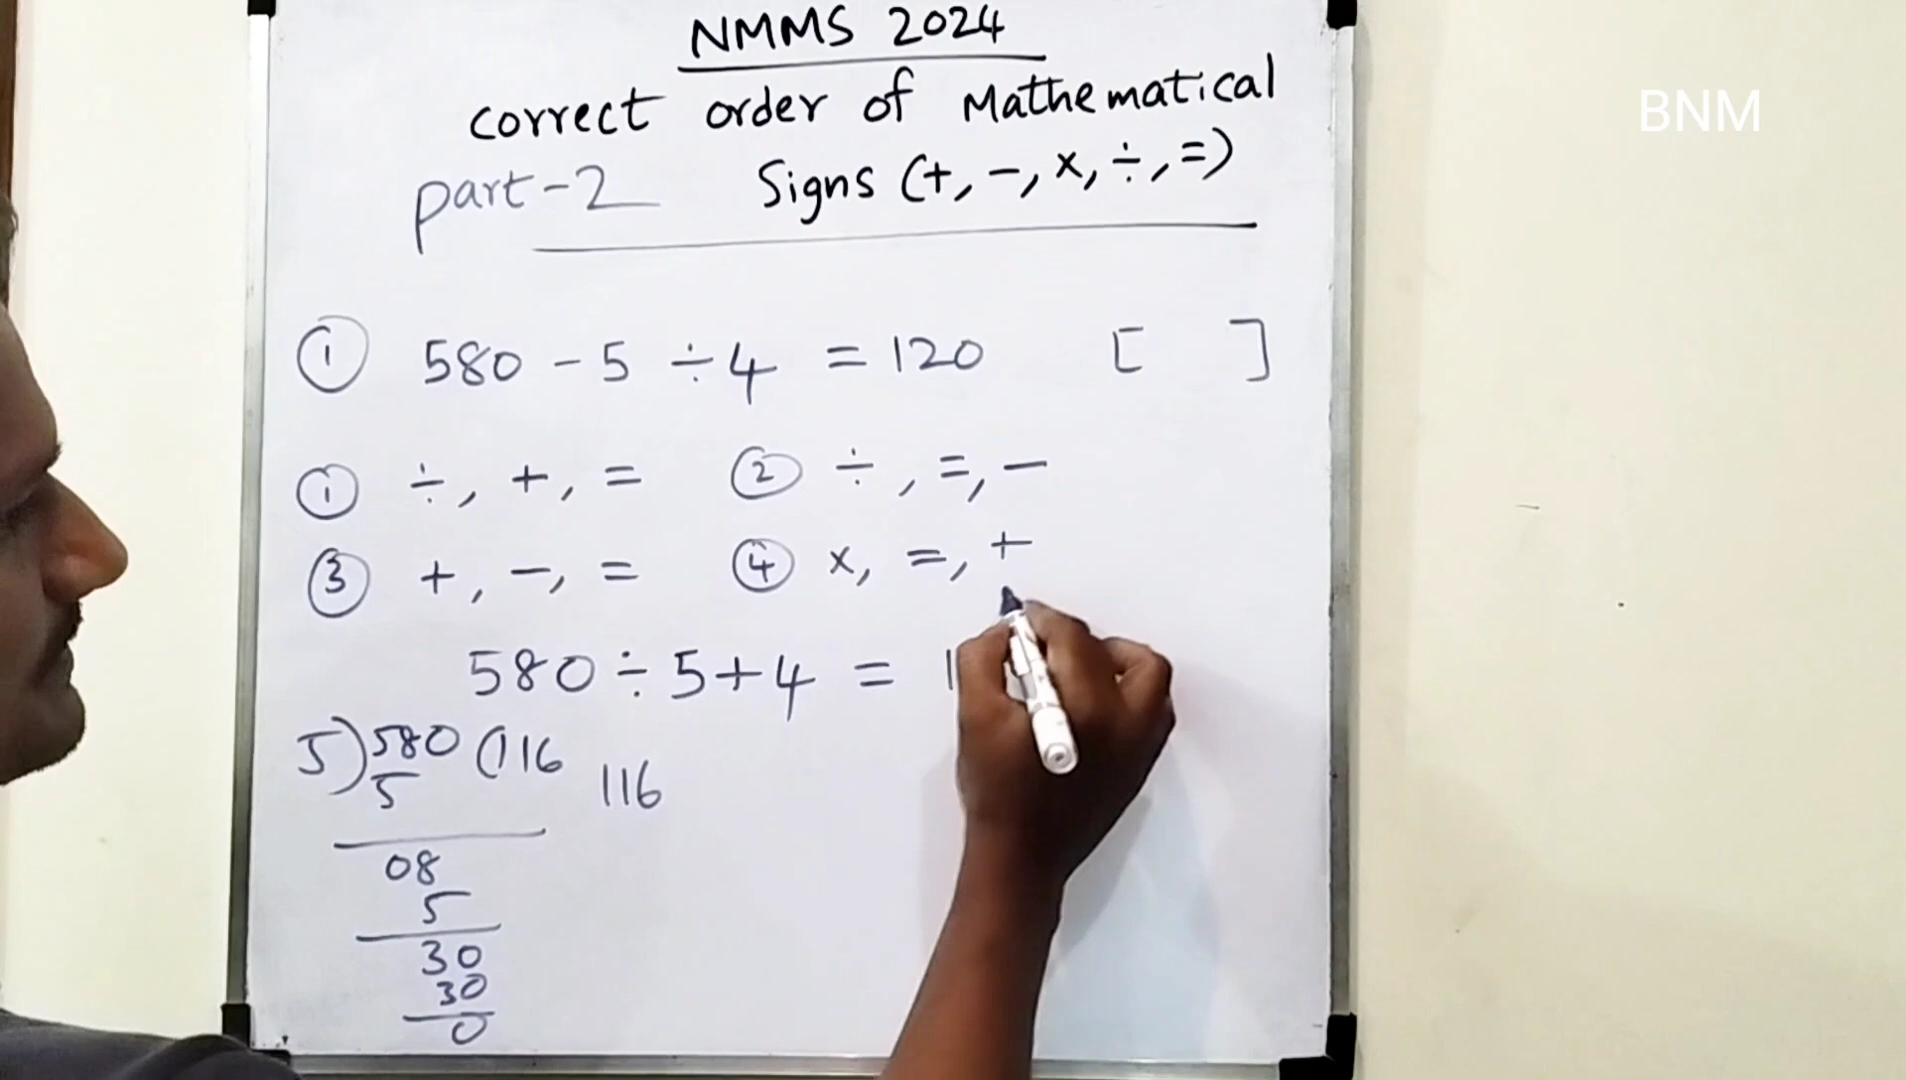 NMMS 2024
correct order of Mathematical
part-2 Signs (+, -, ×, ÷, =)
BNM
① 580 - 5 ÷ 4 = 120 [ ]
① ÷, +, = ② ÷, =, -
③ +, -, = ④ ×, =, +
580 ÷ 5 + 4 = 1
5)580(116
5 116
08
5
30
30
0